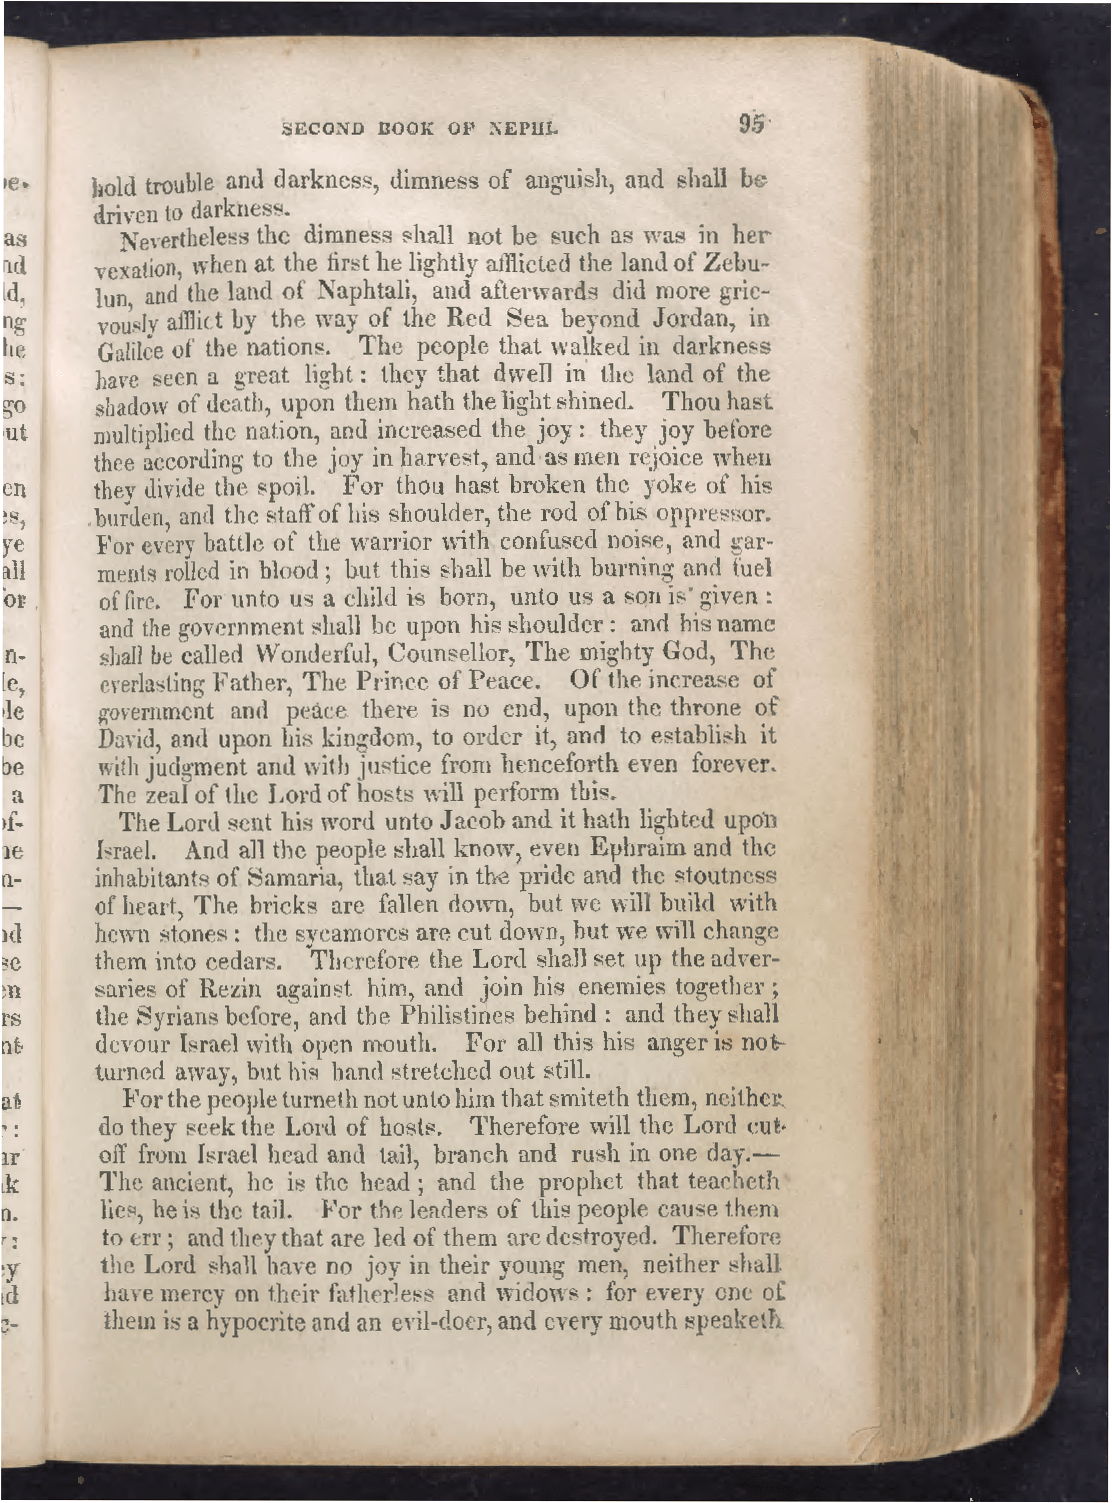 SECOND BOOK OF NEPHI. 95
hold trouble and darkness, dimness of anguish, and shall be
driven to darkness.
Nevertheless the dimness shall not be such as was in her
vexation, when at the first he lightly afflicted the land of Zebu-
lun, and the land of Naphtali, and afterwards did more grie-
vously afflict by the way of the Red Sea beyond Jordan, in
Galilee of the nations. The people that walked in darkness
have seen a great light: they that dwell in the land of the
shadow of death, upon them hath the light shined. Thou hast
multiplied the nation, and increased the joy: they joy before
thee according to the joy in harvest, and as men rejoice when
they divide the spoil. For thou hast broken the yoke of his
burden, and the staff of his shoulder, the rod of his oppressor.
For every battle of the warrior with confused noise, and gar-
ments rolled in blood; but this shall be with burning and fuel
of fire. For unto us a child is born, unto us a son is given:
and the government shall be upon his shoulder: and his name
shall be called Wonderful, Counsellor, The mighty God, The
everlasting Father, The Prince of Peace. Of the increase of
government and peace there is no end, upon the throne of
David, and upon his kingdom, to order it, and to establish it
with judgment and with justice from henceforth even forever.
The zeal of the Lord of hosts will perform this.
The Lord sent his word unto Jacob and it hath lighted upon
Israel. And all the people shall know, even Ephraim and the
inhabitants of Samaria, that say in the pride and the stoutness
of heart, The bricks are fallen down, but we will build with
hewn stones: the sycamores are cut down, but we will change
them into cedars. Therefore the Lord shall set up the adver-
saries of Rezin against him, and join his enemies together;
the Syrians before, and the Philistines behind: and they shall
devour Israel with open mouth. For all this his anger is not
turned away, but his hand stretched out still.
For the people turneth not unto him that smiteth them, neither
do they seek the Lord of hosts. Therefore will the Lord cut
off from Israel head and tail, branch and rush in one day.—
The ancient, he is the head; and the prophet that teacheth
lies, he is the tail. For the leaders of this people cause them
to err; and they that are led of them are destroyed. Therefore
the Lord shall have no joy in their young men, neither shall
have mercy on their fatherless and widows: for every one of
them is a hypocrite and an evil-doer, and every mouth speaketh